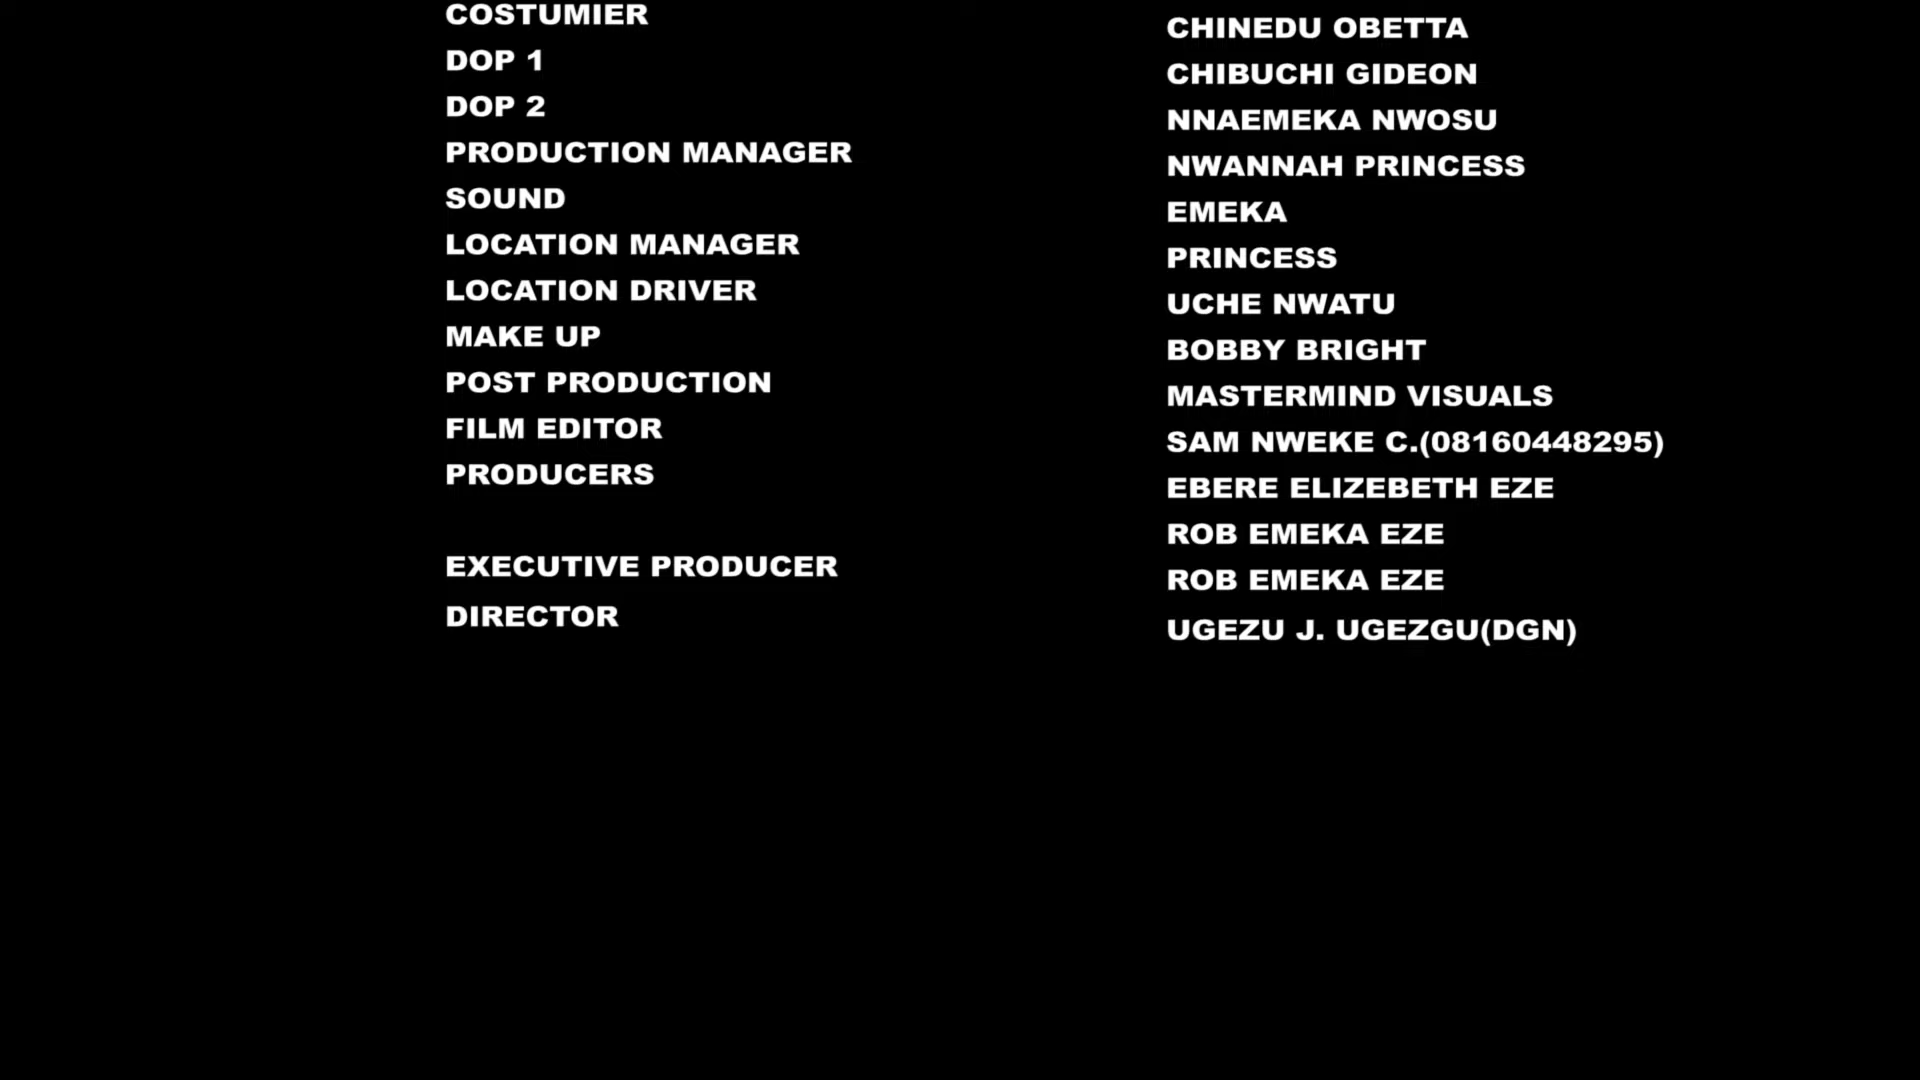 COSTUMIER CHINEDU OBETTA
DOP 1 CHIBUCHI GIDEON
DOP 2 NNAEMEKA NWOSU
PRODUCTION MANAGER NWANNAH PRINCESS
SOUND EMEKA
LOCATION MANAGER PRINCESS
LOCATION DRIVER UCHE NWATU
MAKE UP BOBBY BRIGHT
POST PRODUCTION MASTERMIND VISUALS
FILM EDITOR SAM NWEKE C.(08160448295)
PRODUCERS EBERE ELIZEBETH EZE
ROB EMEKA EZE
EXECUTIVE PRODUCER ROB EMEKA EZE
DIRECTOR UGEZU J. UGEZGU(DGN)